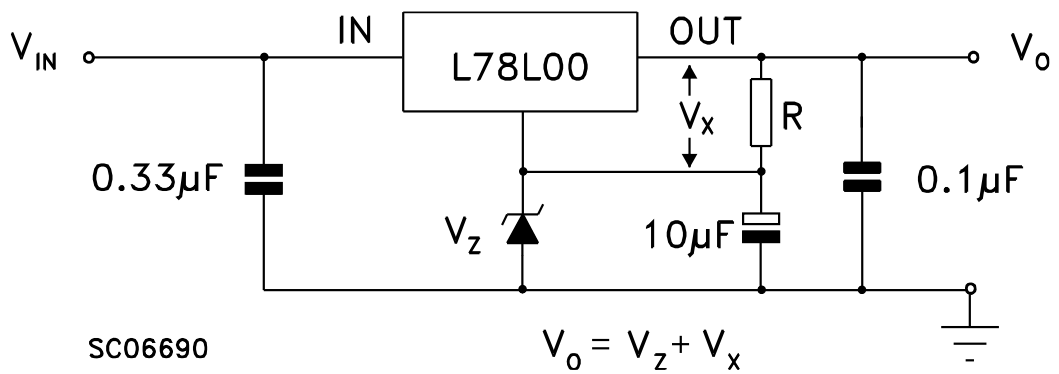 V_IN
IN
L78L00
OUT
V_O
V_X
R
0.33µF
V_Z
10µF
0.1µF
SC06690
V_O = V_Z + V_X